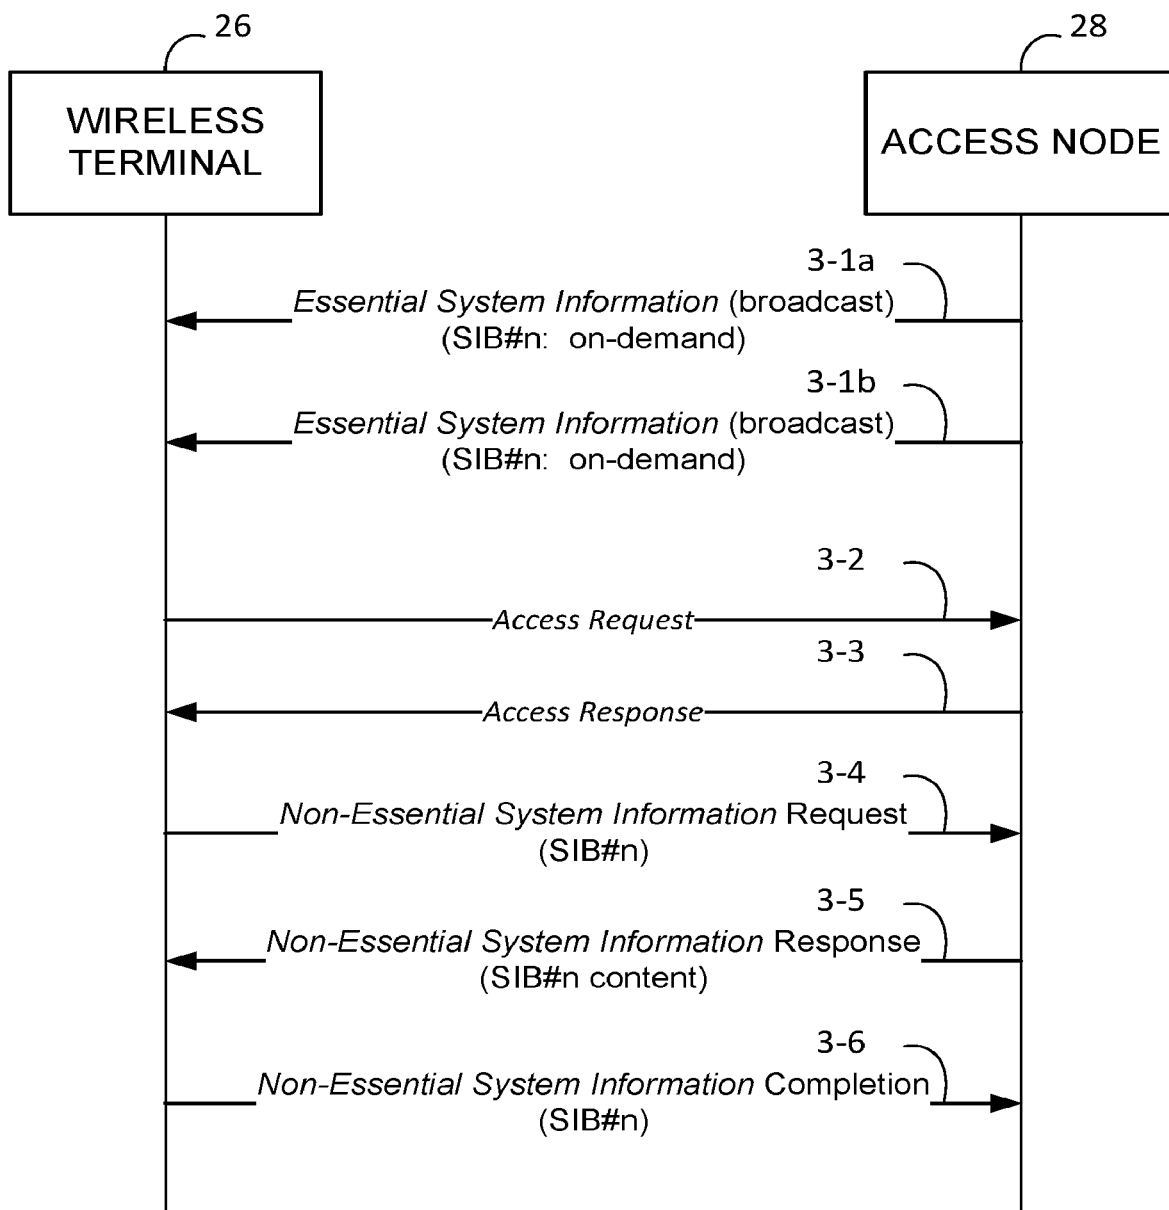 26
28
WIRELESS
TERMINAL
ACCESS NODE
3-1a
Essential System Information (broadcast)
(SIB#n: on-demand)
3-1b
Essential System Information (broadcast)
(SIB#n: on-demand)
3-2
Access Request
3-3
Access Response
3-4
Non-Essential System Information Request
(SIB#n)
3-5
Non-Essential System Information Response
(SIB#n content)
3-6
Non-Essential System Information Completion
(SIB#n)